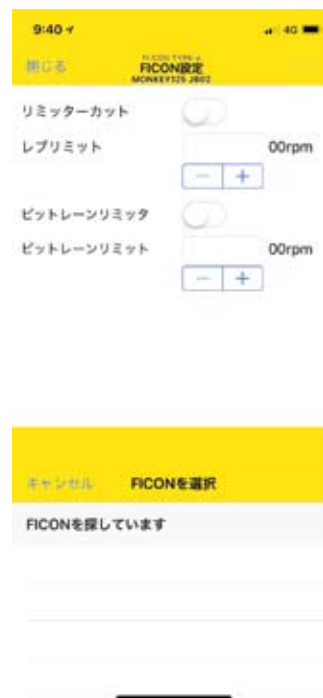 9:40
4G
閉じる
FICON TYPE-e
FICON設定
MONKEY125 JB02
リミッターカット
レブリミット
00rpm
− +
ピットレーンリミッタ
ピットレーンリミット
00rpm
− +
キャンセル
FICONを選択
FICONを探しています